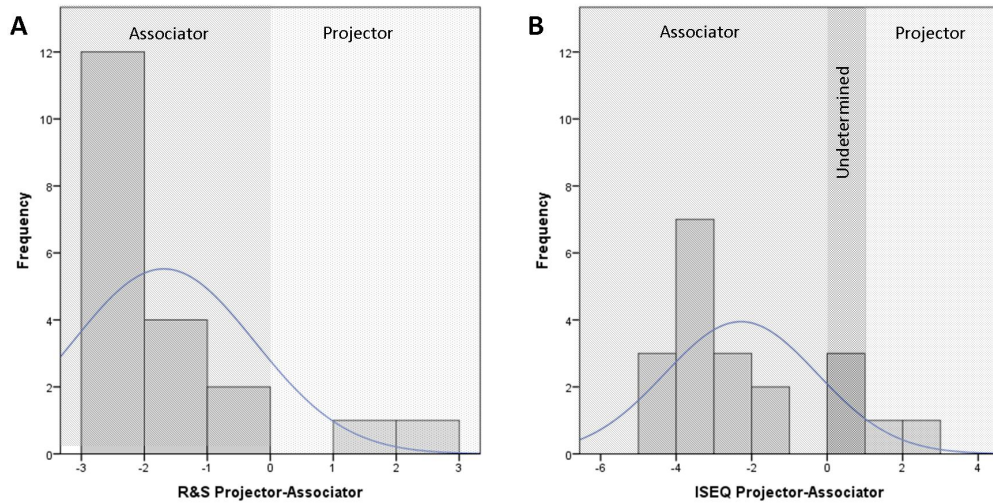 A
Associator
Projector
12
10
8
6
4
2
0
Frequency
-3
-2
-1
0
1
2
3
R&S Projector-Associator
B
Associator
Undetermined
Projector
12
10
8
6
4
2
0
Frequency
-6
-4
-2
0
2
4
ISEQ Projector-Associator